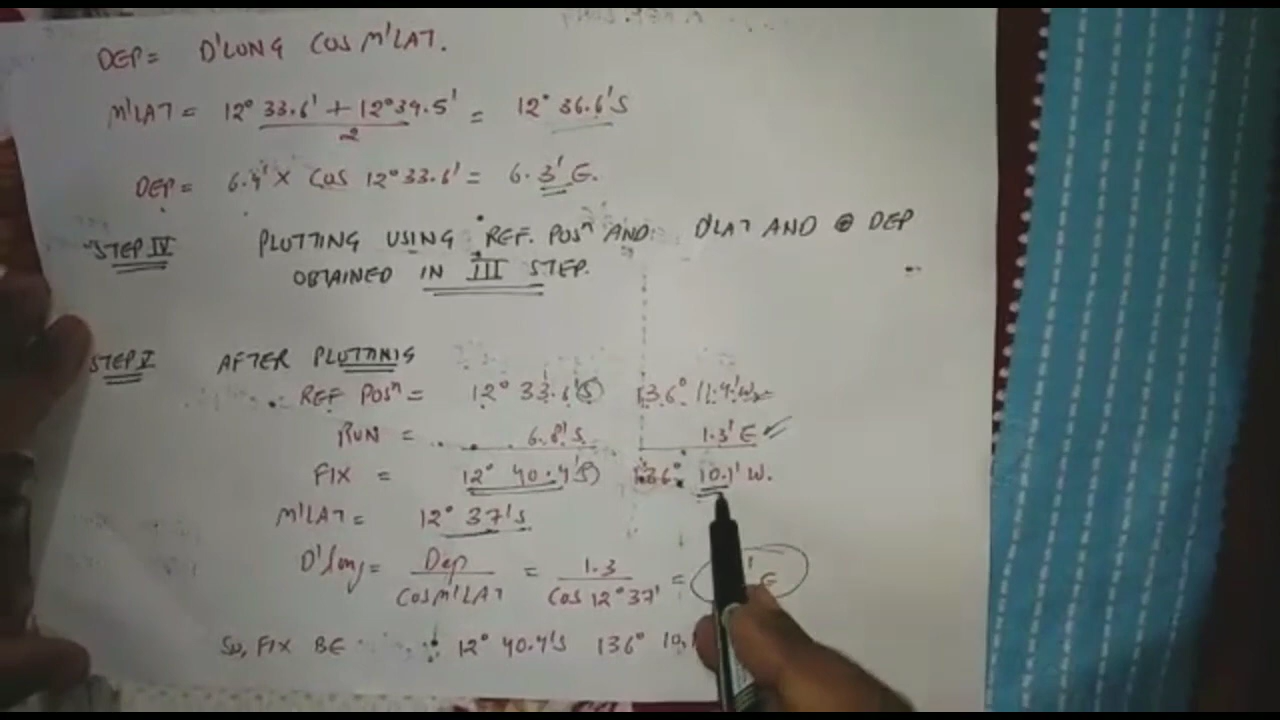 DEP = D'LONG COS M'LAT.
M'LAT = 12° 33.6' + 12° 39.5' / 2 = 12° 36.6' S
DEP = 6.4' × COS 12° 33.6' = 6.3' E.
STEP IV PLOTTING USING REF. POSⁿ AND D'LAT AND @ DEP
OBTAINED IN III STEP.
STEP V AFTER PLOTTING
REF POSⁿ = 12° 33.6' (S) 136° 11.4' W
RUN = 6.8' S 1.3' E
FIX = 12° 40.4' (S) 136° 10.1' W.
M'LAT = 12° 37' S
D'long = Dep / COS M'LAT = 1.3 / COS 12° 37' = ' E
SO, FIX BE 12° 40.4' S 136° 10.1